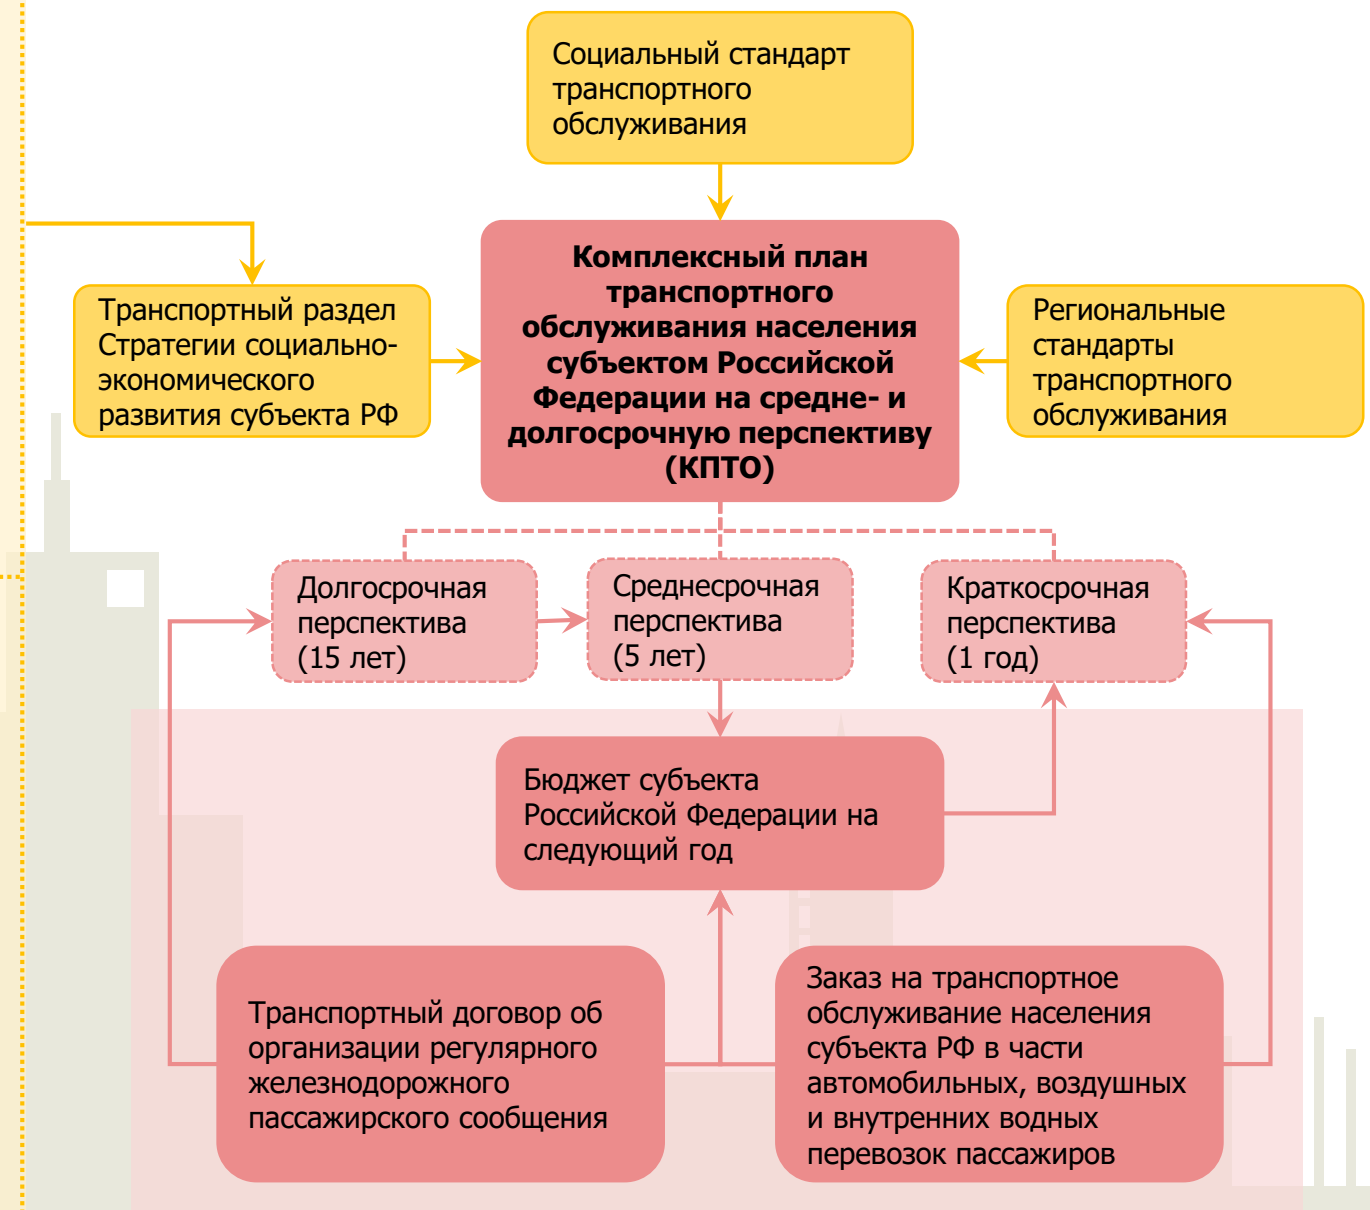 Социальный стандарт
транспортного
обслуживания
Транспортный раздел
Стратегии социально-
экономического
развития субъекта РФ
Комплексный план
транспортного
обслуживания населения
субъектом Российской
Федерации на средне- и
долгосрочную перспективу
(КПТО)
Региональные
стандарты
транспортного
обслуживания
Долгосрочная
перспектива
(15 лет)
Среднесрочная
перспектива
(5 лет)
Краткосрочная
перспектива
(1 год)
Бюджет субъекта
Российской Федерации на
следующий год
Транспортный договор об
организации регулярного
железнодорожного
пассажирского сообщения
Заказ на транспортное
обслуживание населения
субъекта РФ в части
автомобильных, воздушных
и внутренних водных
перевозок пассажиров